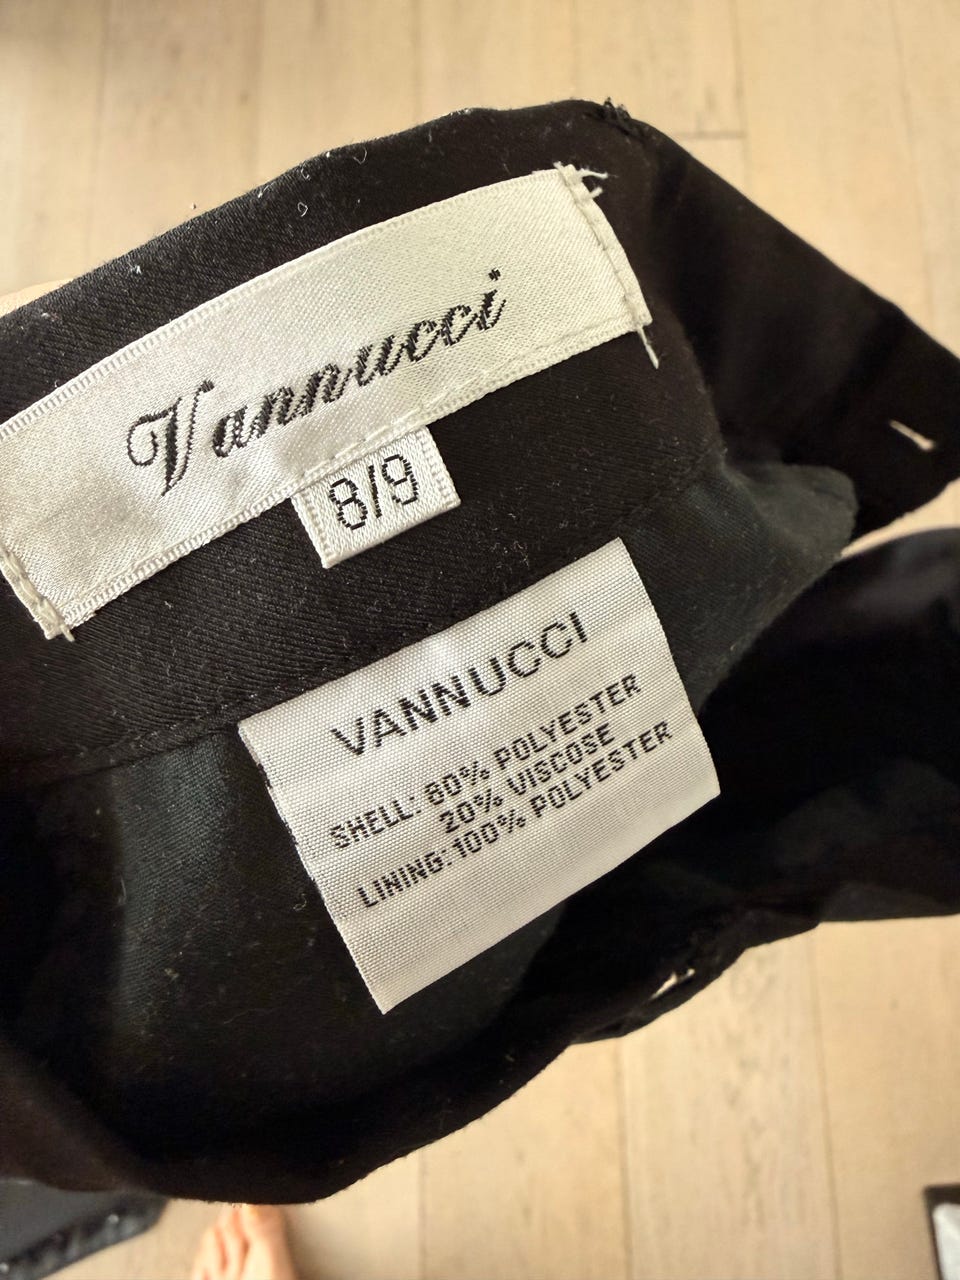 Vannucci
8/9
VANNUCCI
SHELL: 80% POLYESTER
20% VISCOSE
LINING: 100% POLYESTER